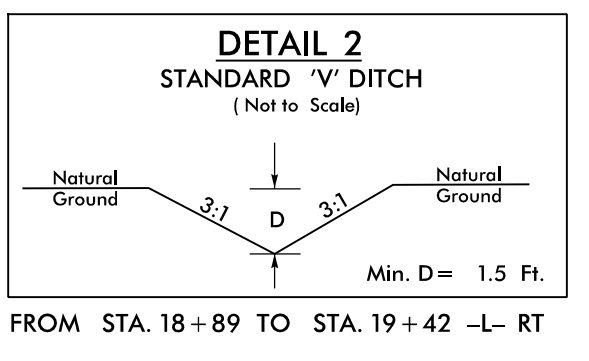 DETAIL 2
STANDARD 'V' DITCH
( Not to Scale)
Natural
Ground
3:1
D
3:1
Natural
Ground
Min. D = 1.5 Ft.
FROM STA. 18+89 TO STA. 19+42 -L- RT